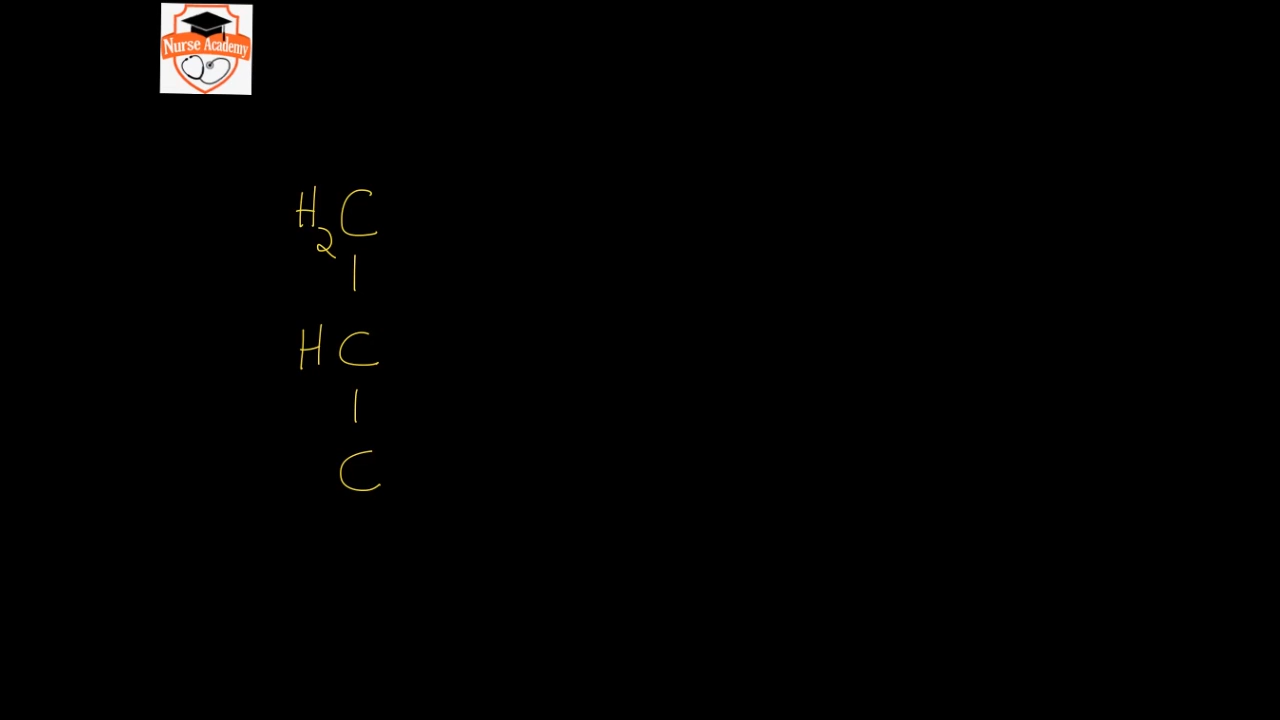 Nurse Academy
H₂C
|
HC
|
C